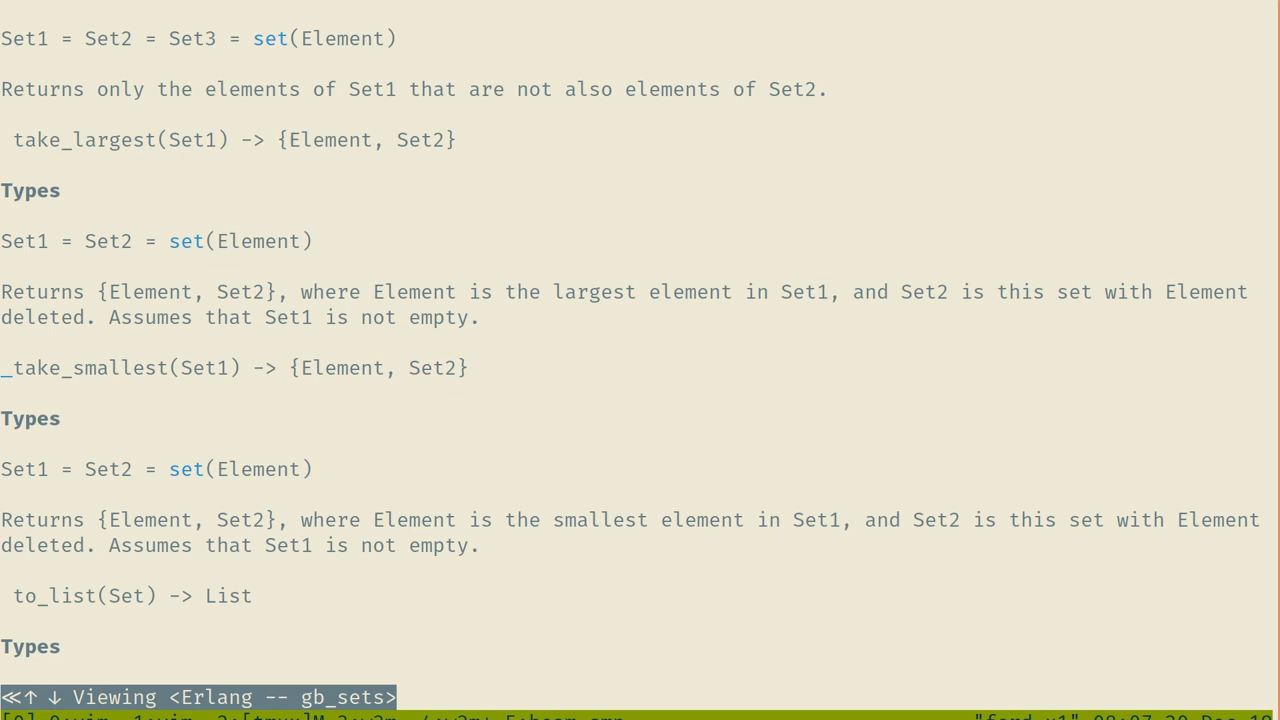 Set1 = Set2 = Set3 = set(Element)
Returns only the elements of Set1 that are not also elements of Set2.
take_largest(Set1) -> {Element, Set2}
Types
Set1 = Set2 = set(Element)
Returns {Element, Set2}, where Element is the largest element in Set1, and Set2 is this set with Element
deleted. Assumes that Set1 is not empty.
_take_smallest(Set1) -> {Element, Set2}
Types
Set1 = Set2 = set(Element)
Returns {Element, Set2}, where Element is the smallest element in Set1, and Set2 is this set with Element
deleted. Assumes that Set1 is not empty.
to_list(Set) -> List
Types
≪↑ ↓ Viewing <Erlang -- gb_sets>